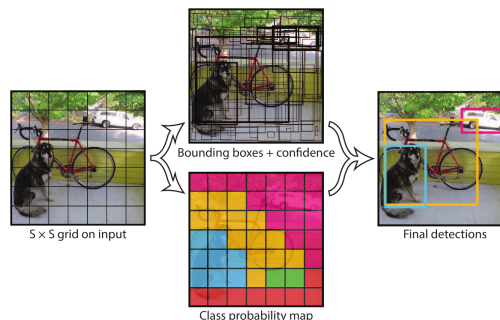 Bounding boxes + confidence
S × S grid on input
Final detections
Class probability map